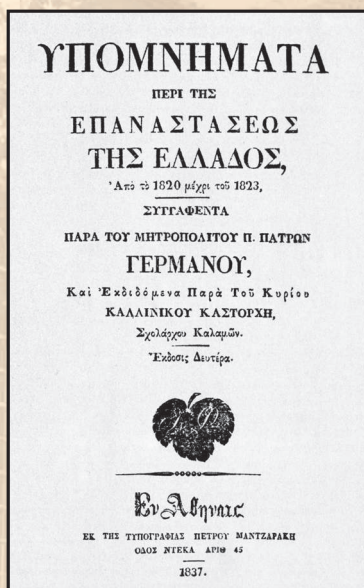 ΥΠΟΜΝΗΜΑΤΑ
ΠΕΡΙ ΤΗΣ
ΕΠΑΝΑΣΤΑΣΕΩΣ
ΤΗΣ ΕΛΛΑΔΟΣ,
Ἀπὸ τὸ 1820 μέχρι τοῦ 1823,
ΣΥΓΓΑΦΕΝΤΑ
ΠΑΡΑ ΤΟΥ ΜΗΤΡΟΠΟΛΙΤΟΥ Π. ΠΑΤΡΩΝ
ΓΕΡΜΑΝΟΥ,
Καὶ Ἐκδιδόμενα Παρὰ Τοῦ Κυρίου
ΚΑΛΛΙΝΙΚΟΥ ΚΑΣΤΟΡΧΗ,
Σχολάρχου Καλαμῶν.
Ἔκδοσις Δευτέρα.
Ἐν Ἀθήναις
ΕΚ ΤΗΣ ΤΥΠΟΓΡΑΦΙΑΣ ΠΕΤΡΟΥ ΜΑΝΤΖΑΡΑΚΗ
ΟΔΟΣ ΝΤΕΚΑ ΑΡΙΘ 45
1837.